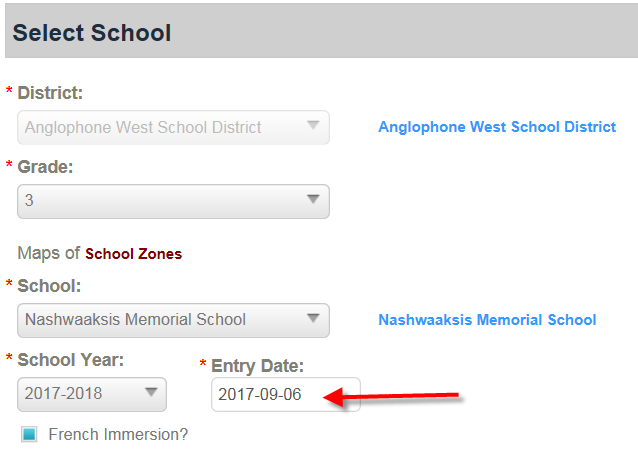 Select School
* District:
Anglophone West School District
Anglophone West School District
* Grade:
3
Maps of School Zones
* School:
Nashwaaksis Memorial School
Nashwaaksis Memorial School
* School Year:
* Entry Date:
2017-2018
2017-09-06
French Immersion?